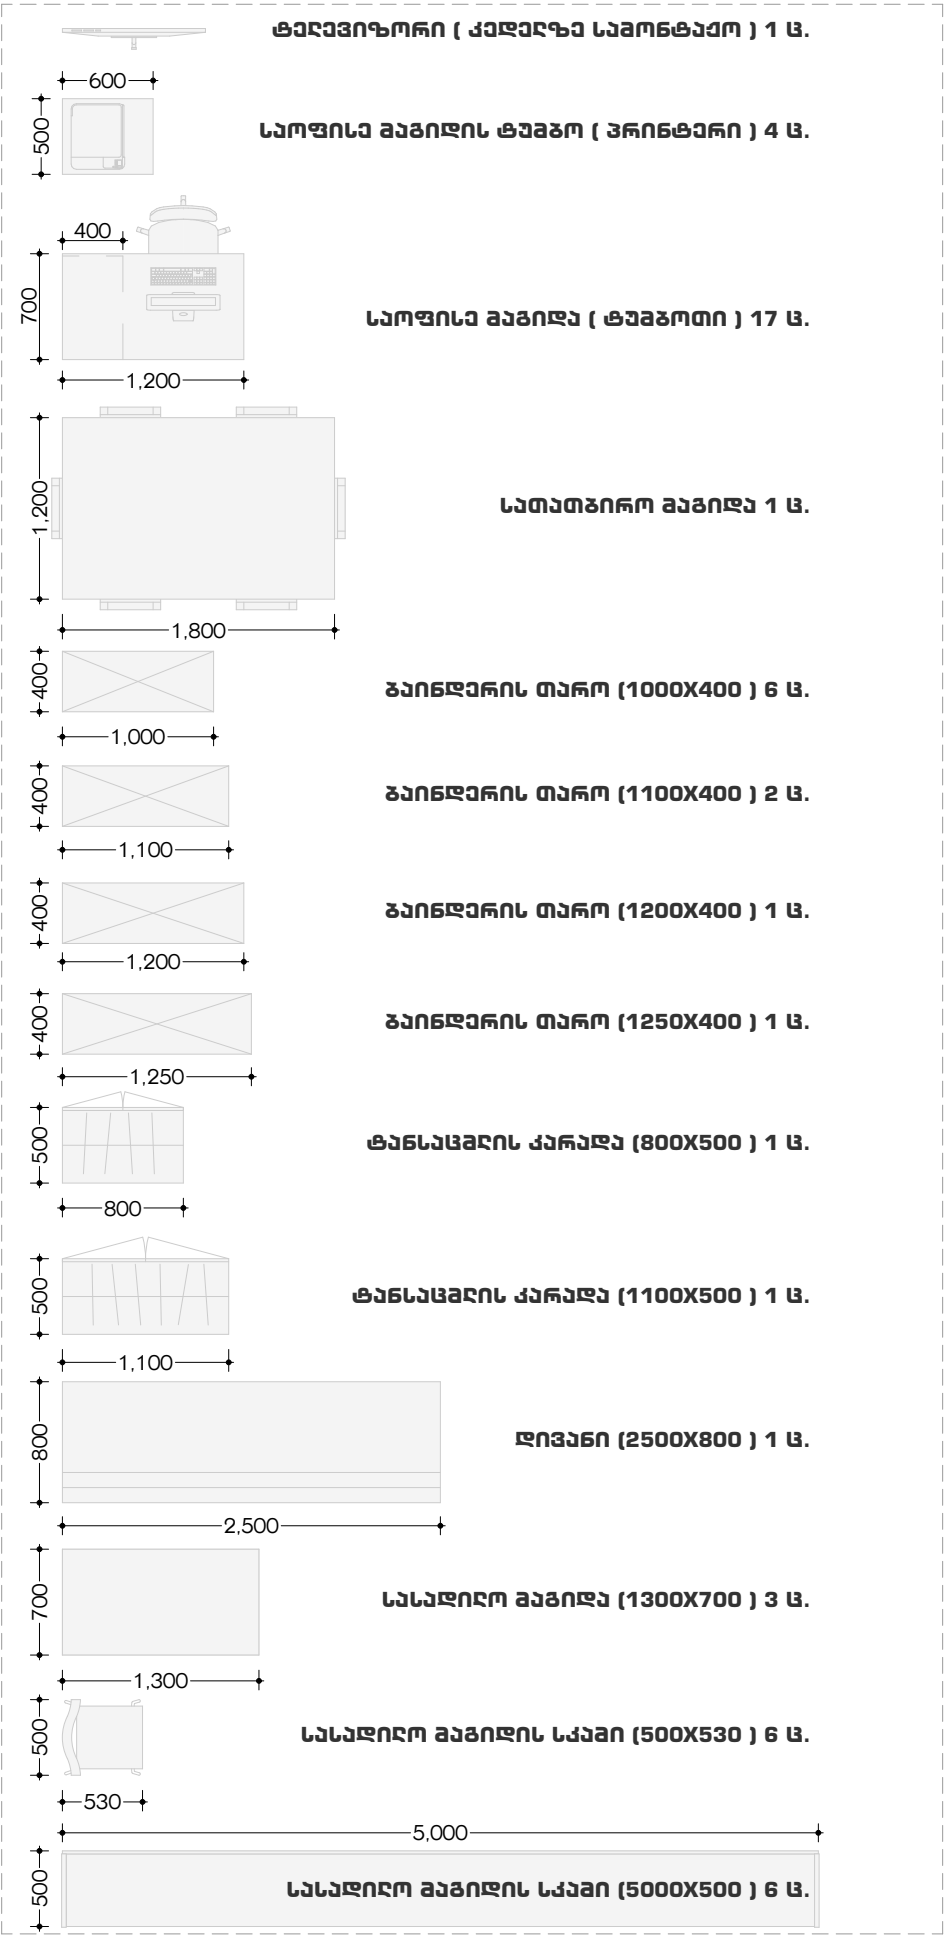 ტელევიზორი ( კედელზე სამონტაჟო ) 1 ც.
600
500
საოფისე მაგიდის ტუმბო ( პრინტერი ) 4 ც.
400
700
საოფისე მაგიდა ( ტუმბოთი ) 17 ც.
1,200
1,200
სათათბირო მაგიდა 1 ც.
1,800
400
ბაინდერის თარო (1000X400 ) 6 ც.
1,000
400
ბაინდერის თარო (1100X400 ) 2 ც.
1,100
400
ბაინდერის თარო (1200X400 ) 1 ც.
1,200
400
ბაინდერის თარო (1250X400 ) 1 ც.
1,250
500
ტანსაცმლის კარადა (800X500 ) 1 ც.
800
500
ტანსაცმლის კარადა (1100X500 ) 1 ც.
1,100
800
დივანი (2500X800 ) 1 ც.
2,500
700
სასადილო მაგიდა (1300X700 ) 3 ც.
1,300
500
სასადილო მაგიდის სკამი (500X530 ) 6 ც.
530
5,000
500
სასადილო მაგიდის სკამი (5000X500 ) 6 ც.